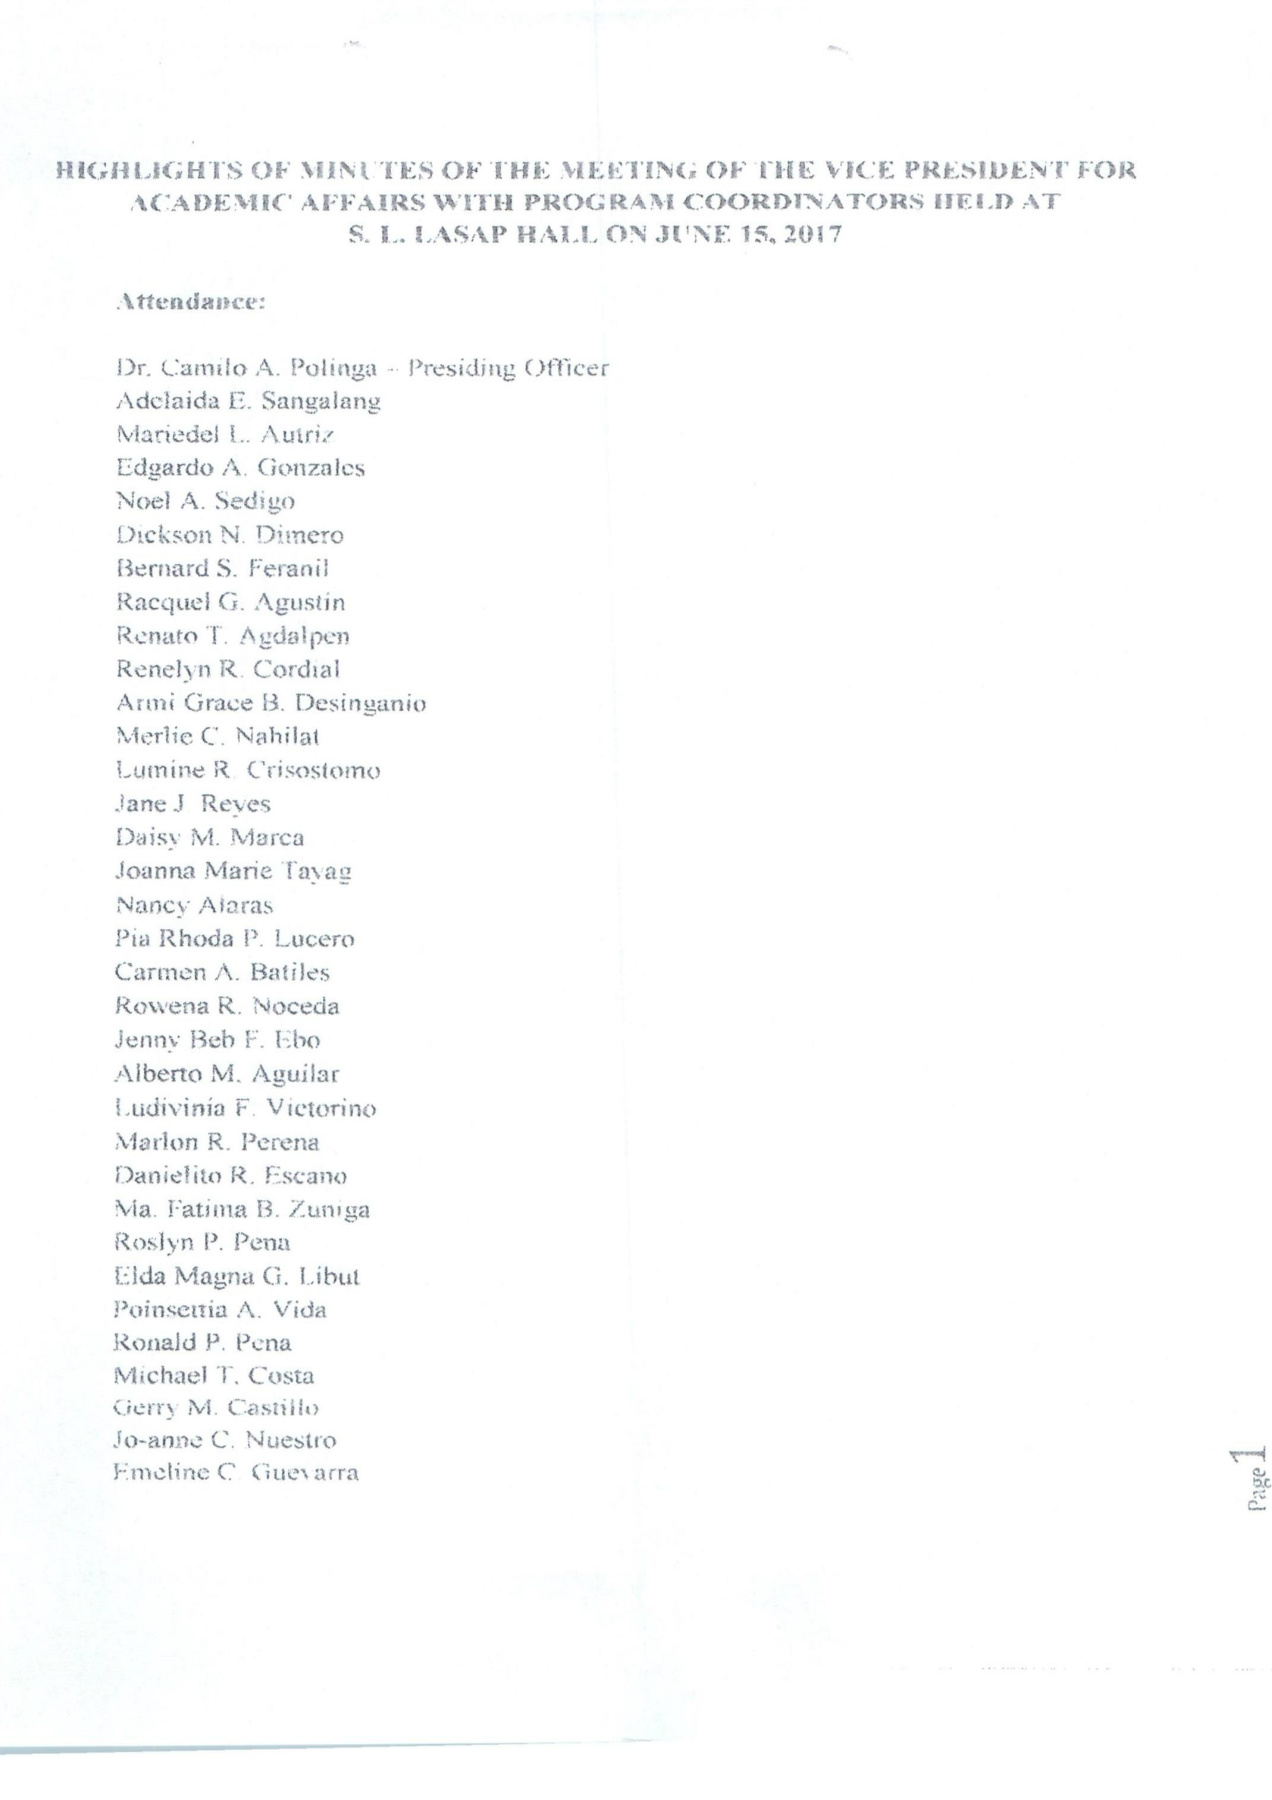 HIGHLIGHTS OF MINUTES OF THE MEETING OF THE VICE PRESIDENT FOR
ACADEMIC AFFAIRS WITH PROGRAM COORDINATORS HELD AT
S. L. LASAP HALL ON JUNE 15, 2017
Attendance:
Dr. Camilo A. Polinga – Presiding Officer
Adelaida E. Sangalang
Mariedel L. Autriz
Edgardo A. Gonzales
Noel A. Sedigo
Dickson N. Dimero
Bernard S. Feranil
Racquel G. Agustin
Renato T. Agdalpen
Renelyn R. Cordial
Armi Grace B. Desinganio
Merlie C. Nahilat
Lumine R. Crisostomo
Jane J Reyes
Daisy M. Marca
Joanna Marie Tayag
Nancy Alaras
Pia Rhoda P. Lucero
Carmen A. Batiles
Rowena R. Noceda
Jenny Beb F. Ebo
Alberto M. Aguilar
Ludivinia F. Victorino
Marlon R. Perena
Danielito R. Escano
Ma. Fatima B. Zuniga
Roslyn P. Pena
Elda Magna G. Libut
Poinsettia A. Vida
Ronald P. Pena
Michael T. Costa
Gerry M. Castillo
Jo-anne C. Nuestro
Emeline C. Guevarra
Page 1